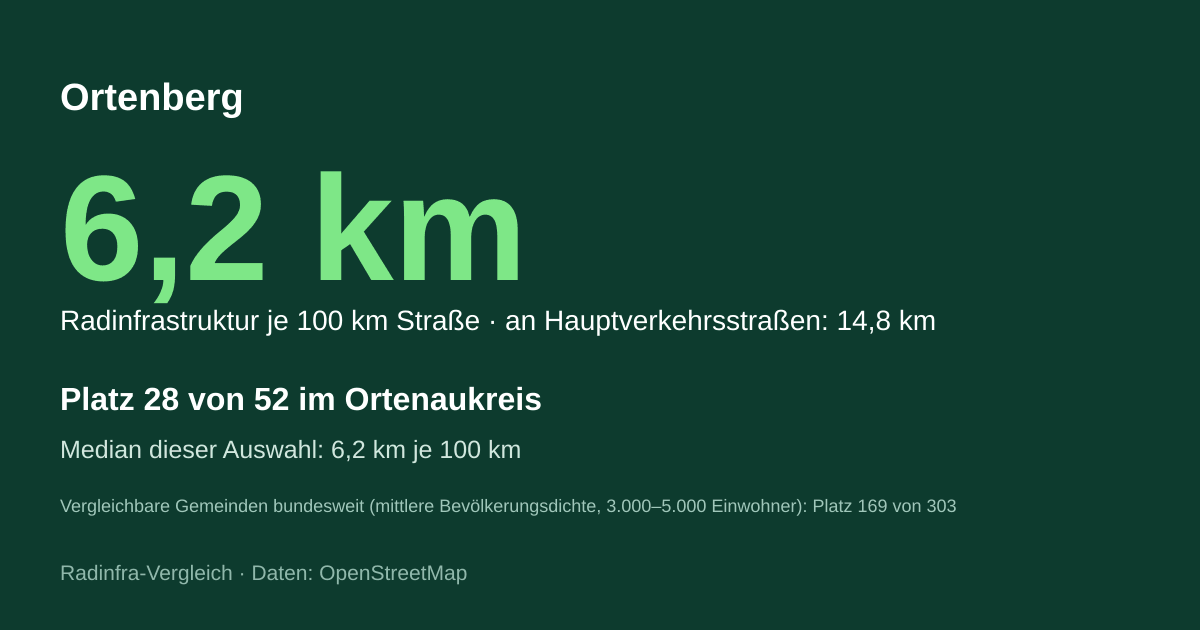 Ortenberg
6,2 km
Radinfrastruktur je 100 km Straße · an Hauptverkehrsstraßen: 14,8 km
Platz 28 von 52 im Ortenaukreis
Median dieser Auswahl: 6,2 km je 100 km
Vergleichbare Gemeinden bundesweit (mittlere Bevölkerungsdichte, 3.000–5.000 Einwohner): Platz 169 von 303
Radinfra-Vergleich · Daten: OpenStreetMap